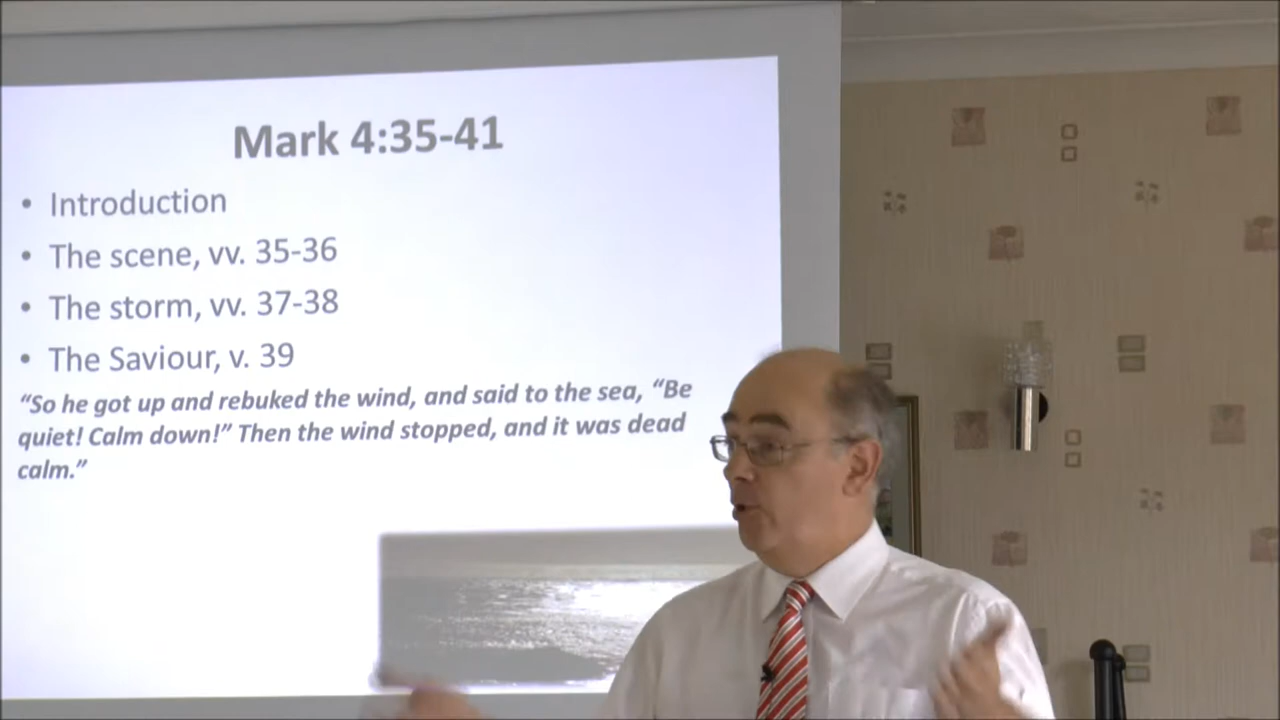 Mark 4:35-41
• Introduction
• The scene, vv. 35-36
• The storm, vv. 37-38
• The Saviour, v. 39
“So he got up and rebuked the wind, and said to the sea, “Be
quiet! Calm down!” Then the wind stopped, and it was dead
calm.”